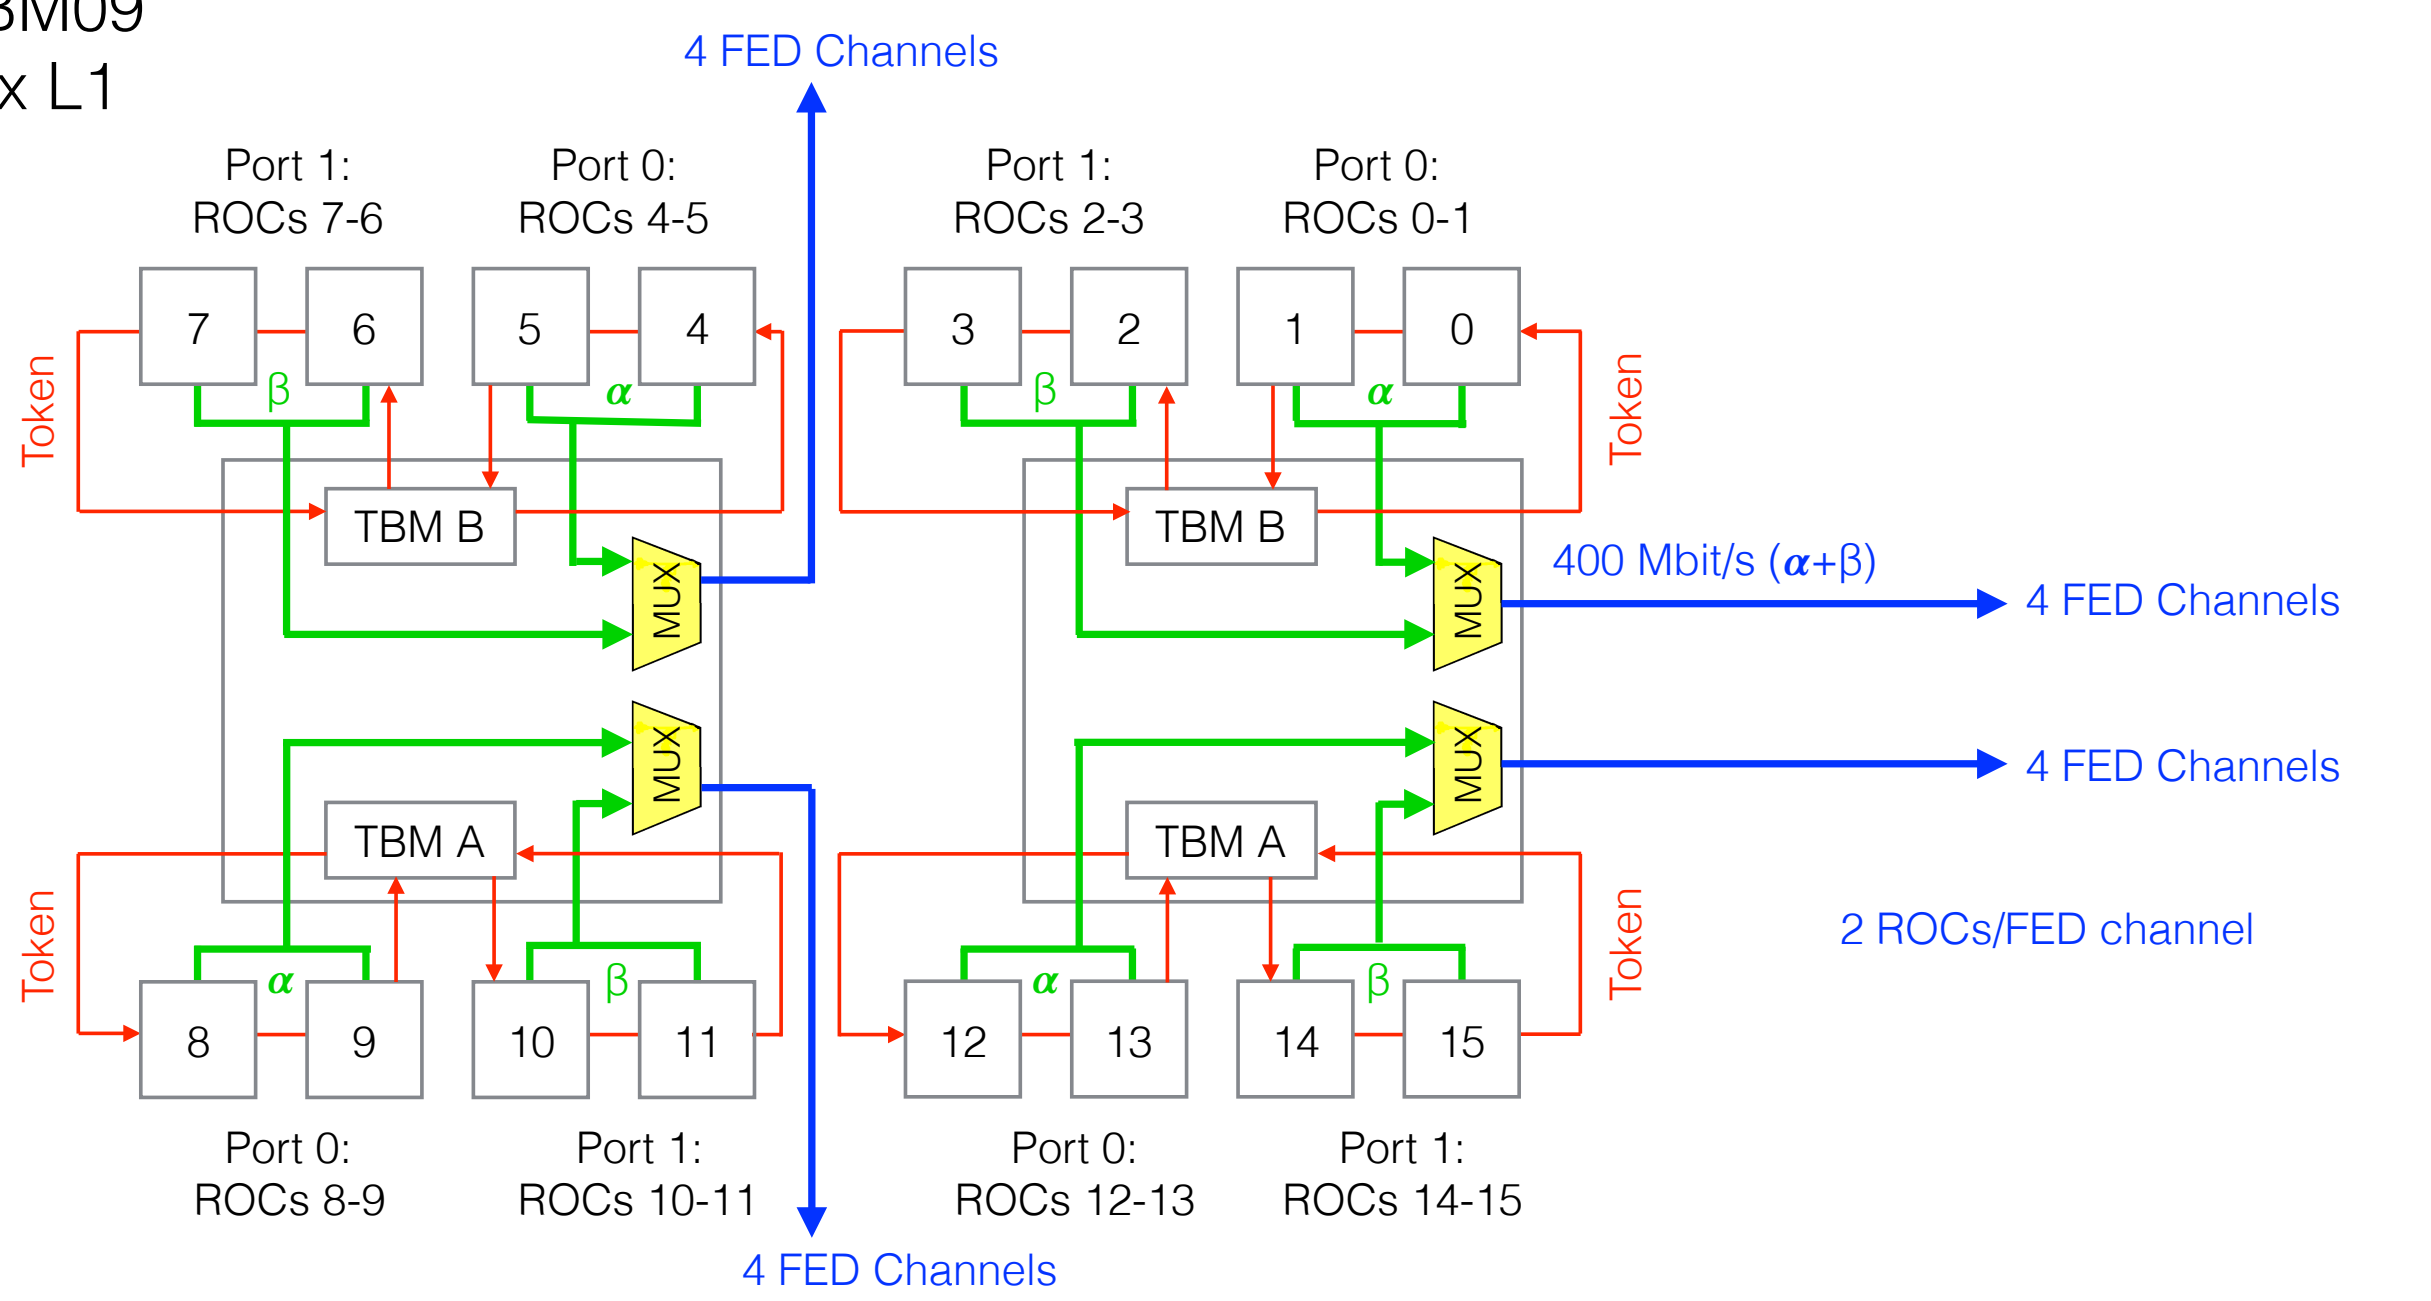 x L1
4 FED Channels
Port 1:
ROCs 7-6
Port 0:
ROCs 4-5
Port 1:
ROCs 2-3
Port 0:
ROCs 0-1
7
6
5
4
3
2
1
0
β
α
β
α
Token
Token
TBM B
TBM B
MUX
MUX
400 Mbit/s (α+β)
4 FED Channels
MUX
MUX
4 FED Channels
TBM A
TBM A
Token
Token
2 ROCs/FED channel
α
β
α
β
8
9
10
11
12
13
14
15
Port 0:
ROCs 8-9
Port 1:
ROCs 10-11
Port 0:
ROCs 12-13
Port 1:
ROCs 14-15
4 FED Channels